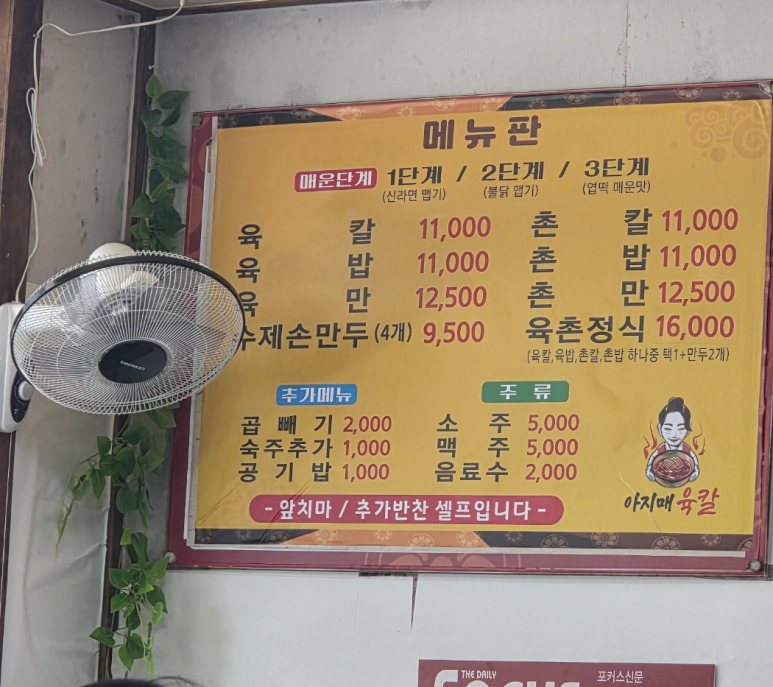 메뉴판
매운단계 1단계 / 2단계 / 3단계
(신라면 맵기) (불닭 맵기) (엽떡 매운맛)
육칼 11,000 촌칼 11,000
육밥 11,000 촌밥 11,000
육만 12,500 촌만 12,500
수제손만두 (4개) 9,500 육촌정식 16,000
(육칼,육밥,촌칼,촌밥 하나중 택1+만두2개)
추가메뉴 주류
곱빼기 2,000 소주 5,000
숙주추가 1,000 맥주 5,000
공기밥 1,000 음료수 2,000
아지매 육칼
- 앞치마 / 추가반찬 셀프입니다 -
DAEWOO
THE DAILY 포커스신문
FOCUS